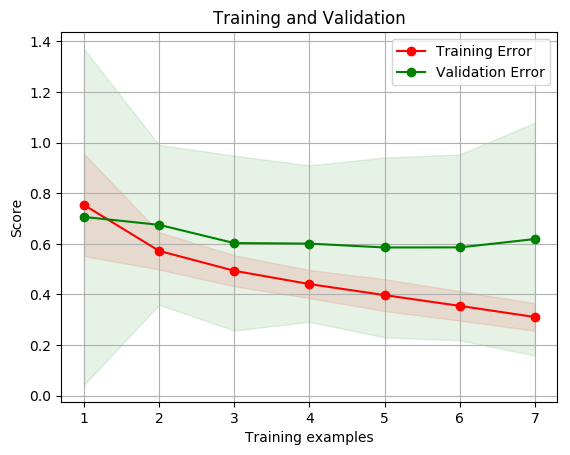 Training and Validation
Training Error
Validation Error
Score
1.4
1.2
1.0
0.8
0.6
0.4
0.2
0.0
1 2 3 4 5 6 7
Training examples